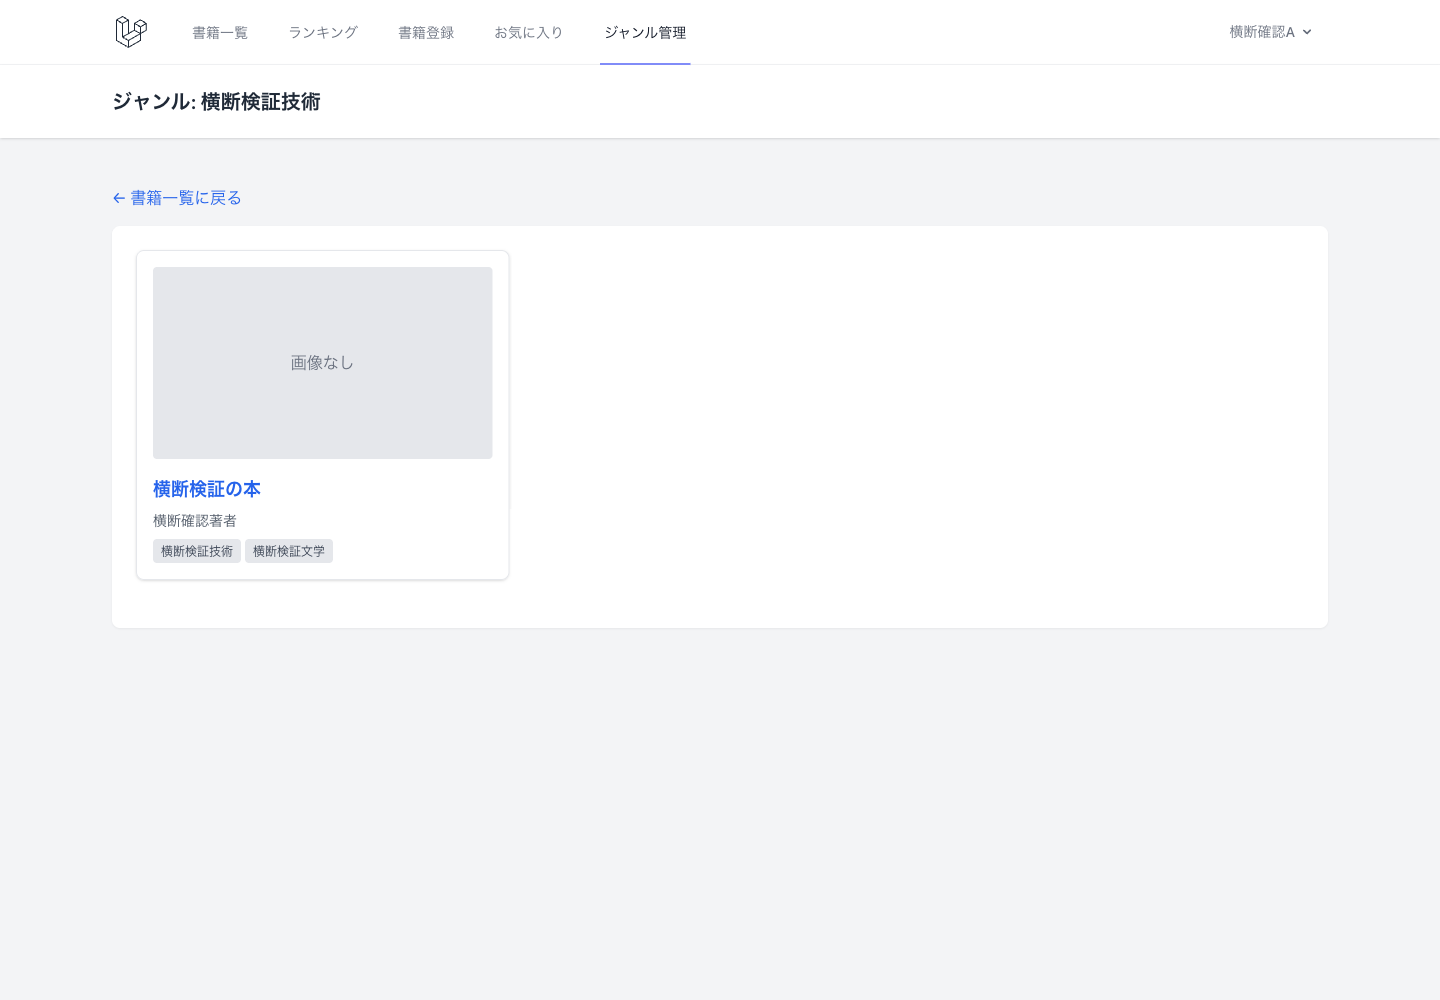 書籍一覧 ランキング 書籍登録 お気に入り ジャンル管理 横断確認A
ジャンル: 横断検証技術
← 書籍一覧に戻る
画像なし
横断検証の本
横断確認著者
横断検証技術 横断検証文学